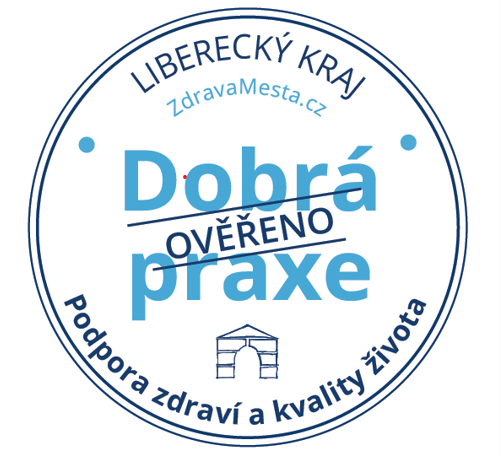 LIBERECKÝ KRAJ
ZdravaMesta.cz
Dobrá
OVĚŘENO
praxe
Podpora zdraví a kvality života